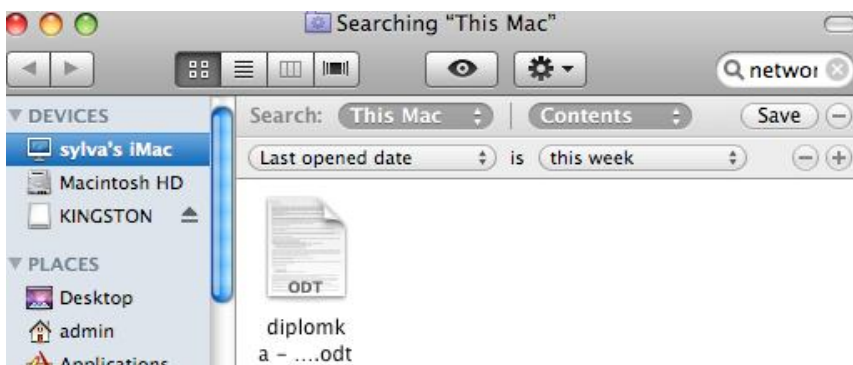 Searching "This Mac"
networ
DEVICES
sylva's iMac
Macintosh HD
KINGSTON
PLACES
Desktop
admin
Applications
Search: This Mac Contents Save
Last opened date is this week
ODT
diplomk
a – ....odt